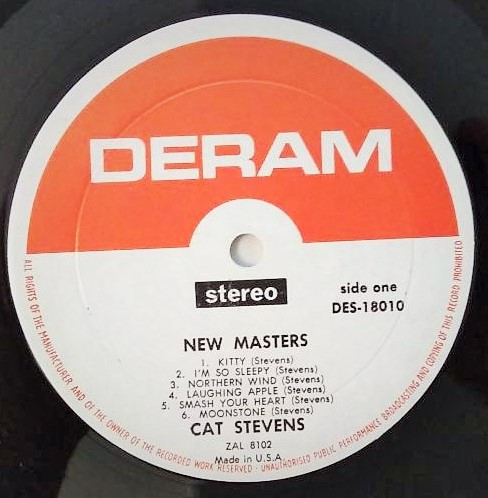 DERAM
stereo
side one
DES-18010
NEW MASTERS
1. KITTY (Stevens)
2. I'M SO SLEEPY (Stevens)
3. NORTHERN WIND (Stevens)
4. LAUGHING APPLE (Stevens)
5. SMASH YOUR HEART (Stevens)
6. MOONSTONE (Stevens)
CAT STEVENS
ZAL 8102
Made in U.S.A.
ALL RIGHTS OF THE MANUFACTURER AND OF THE OWNER OF THE RECORDED WORK RESERVED · UNAUTHORISED PUBLIC PERFORMANCE BROADCASTING AND COPYING OF THIS RECORD PROHIBITED